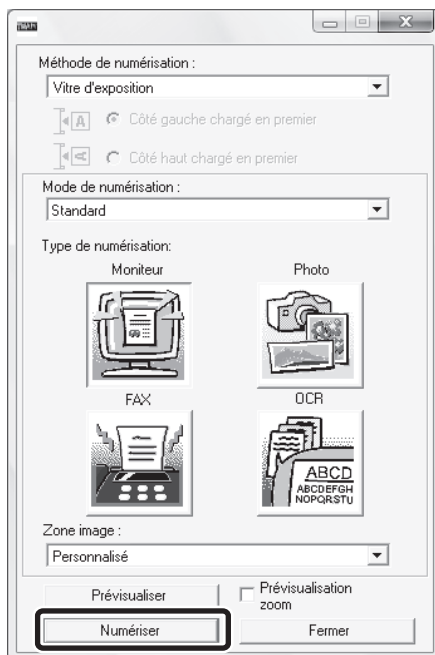 Méthode de numérisation :
Vitre d'exposition
A
Côté gauche chargé en premier
A
Côté haut chargé en premier
Mode de numérisation :
Standard
Type de numérisation:
Moniteur
Photo
FAX
OCR
ABCD
ABCDEFGH
NOPQRSTU
Zone image :
Personnalisé
Prévisualiser
Prévisualisation
zoom
Numériser
Fermer